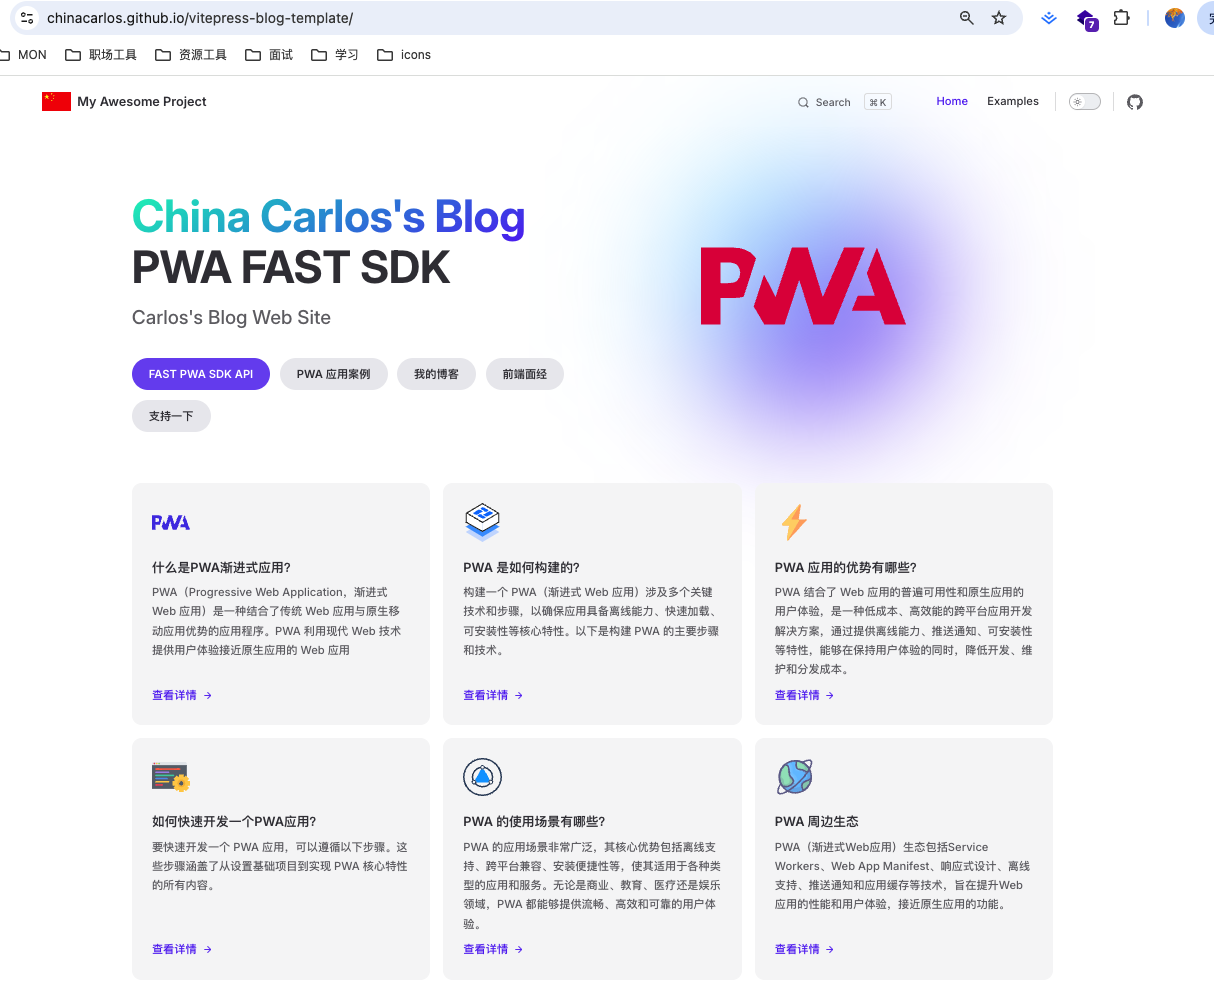 chinacarlos.github.io/vitepress-blog-template/
7
MON
职场工具
资源工具
面试
学习
icons
My Awesome Project
Search
⌘ K
Home
Examples
China Carlos's Blog
PWA FAST SDK
Carlos's Blog Web Site
PWA
FAST PWA SDK API
PWA 应用案例
我的博客
前端面经
支持一下
PWA
什么是PWA渐进式应用?
PWA（Progressive Web Application，渐进式
Web 应用）是一种结合了传统 Web 应用与原生移
动应用优势的应用程序。PWA 利用现代 Web 技术
提供用户体验接近原生应用的 Web 应用
查看详情
PWA 是如何构建的?
构建一个 PWA（渐进式 Web 应用）涉及多个关键
技术和步骤，以确保应用具备离线能力、快速加载、
可安装性等核心特性。以下是构建 PWA 的主要步骤
和技术。
查看详情
PWA 应用的优势有哪些?
PWA 结合了 Web 应用的普遍可用性和原生应用的
用户体验，是一种低成本、高效能的跨平台应用开发
解决方案，通过提供离线能力、推送通知、可安装性
等特性，能够在保持用户体验的同时，降低开发、维
护和分发成本。
查看详情
如何快速开发一个PWA应用?
要快速开发一个 PWA 应用，可以遵循以下步骤。这
些步骤涵盖了从设置基础项目到实现 PWA 核心特性
的所有内容。
查看详情
PWA 的使用场景有哪些?
PWA 的应用场景非常广泛，其核心优势包括离线支
持、跨平台兼容、安装便捷性等，使其适用于各种类
型的应用和服务。无论是商业、教育、医疗还是娱乐
领域，PWA 都能够提供流畅、高效和可靠的用户体
验。
查看详情
PWA 周边生态
PWA（渐进式Web应用）生态包括Service
Workers、Web App Manifest、响应式设计、离线
支持、推送通知和应用缓存等技术，旨在提升Web
应用的性能和用户体验，接近原生应用的功能。
查看详情